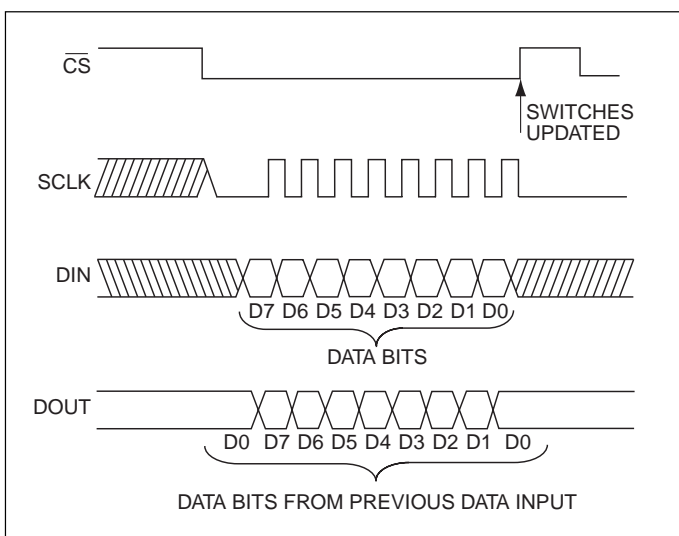 CS
SWITCHES
UPDATED
SCLK
DIN
D7 D6 D5 D4 D3 D2 D1 D0
DATA BITS
DOUT
D0 D7 D6 D5 D4 D3 D2 D1 D0
DATA BITS FROM PREVIOUS DATA INPUT